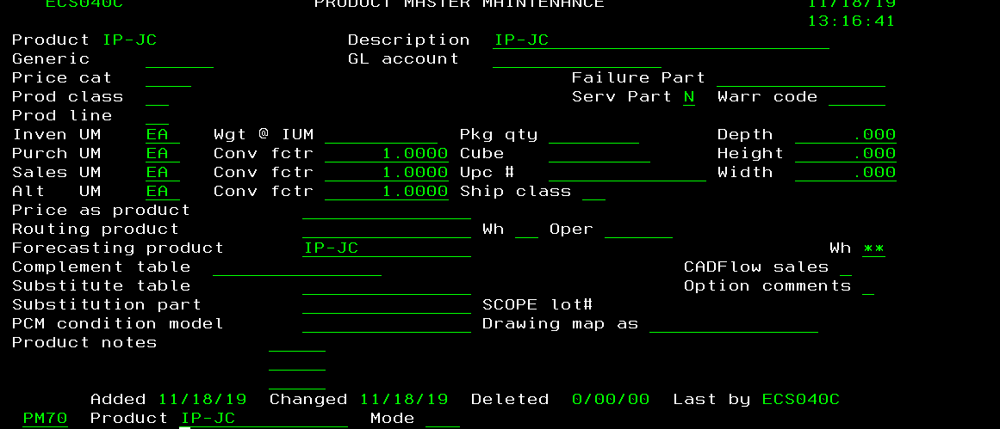 ECS040C PRODUCT MASTER MAINTENANCE 11/18/19
13:16:41
Product IP-JC Description IP-JC
Generic GL account
Price cat Failure Part
Prod class Serv Part N Warr code
Prod line
Inven UM EA Wgt @ IUM Pkg qty Depth .000
Purch UM EA Conv fctr 1.0000 Cube Height .000
Sales UM EA Conv fctr 1.0000 Upc # Width .000
Alt UM EA Conv fctr 1.0000 Ship class
Price as product
Routing product Wh Oper
Forecasting product IP-JC Wh **
Complement table CADFlow sales
Substitute table Option comments
Substitution part SCOPE lot#
PCM condition model Drawing map as
Product notes
Added 11/18/19 Changed 11/18/19 Deleted 0/00/00 Last by ECS040C
PM70 Product IP-JC Mode